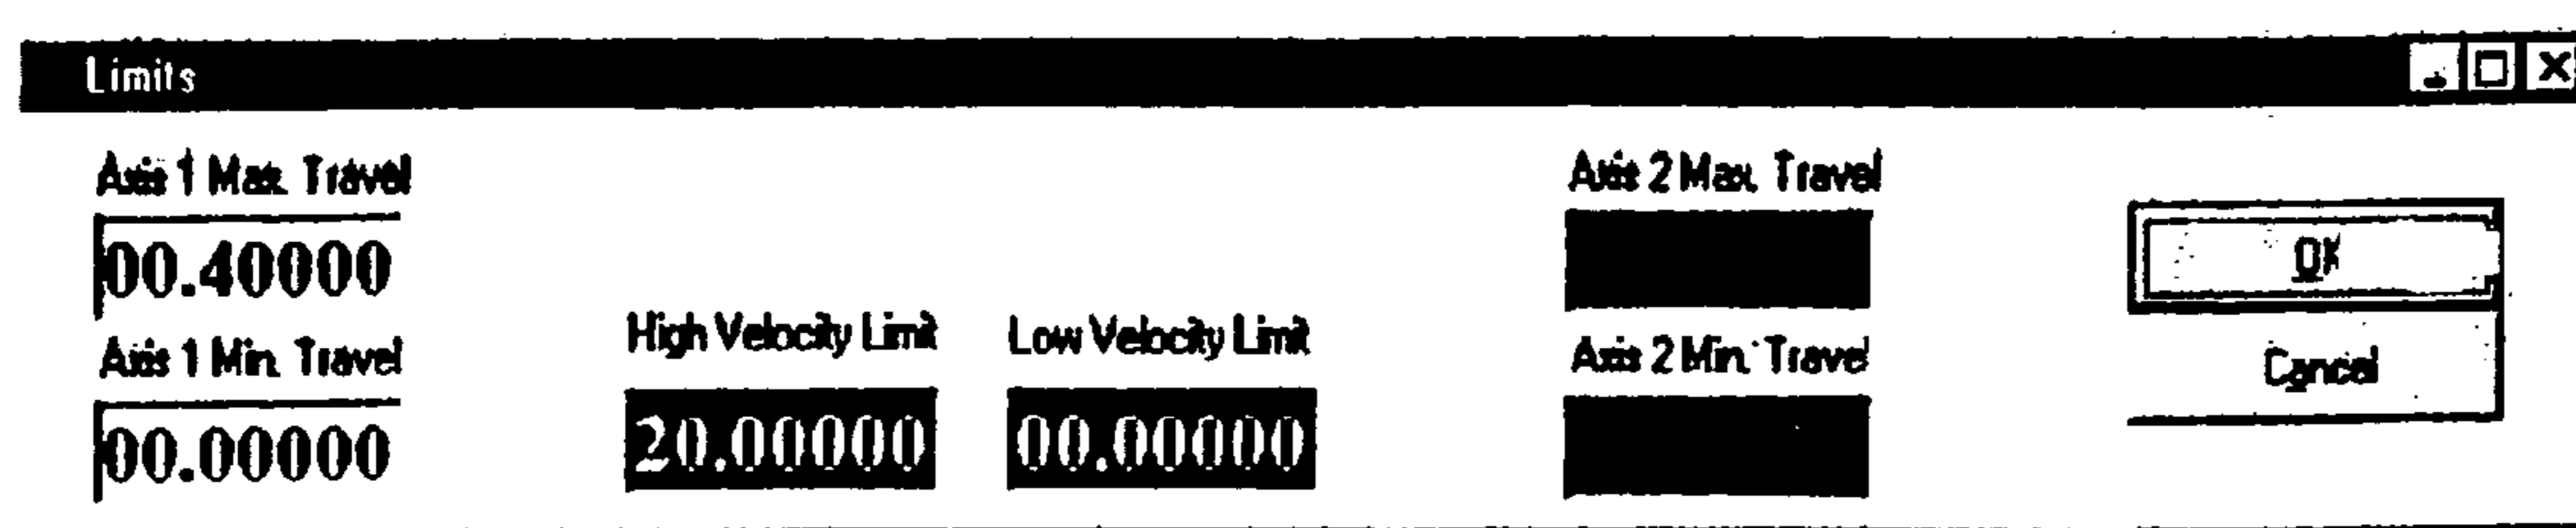 Limits
Axis 1 Max. Travel
00.40000
Axis 1 Min. Travel
00.00000
High Velocity Limit
20.00000
Low Velocity Limit
00.00000
Axis 2 Max. Travel
Axis 2 Min. Travel
OK
Cancel